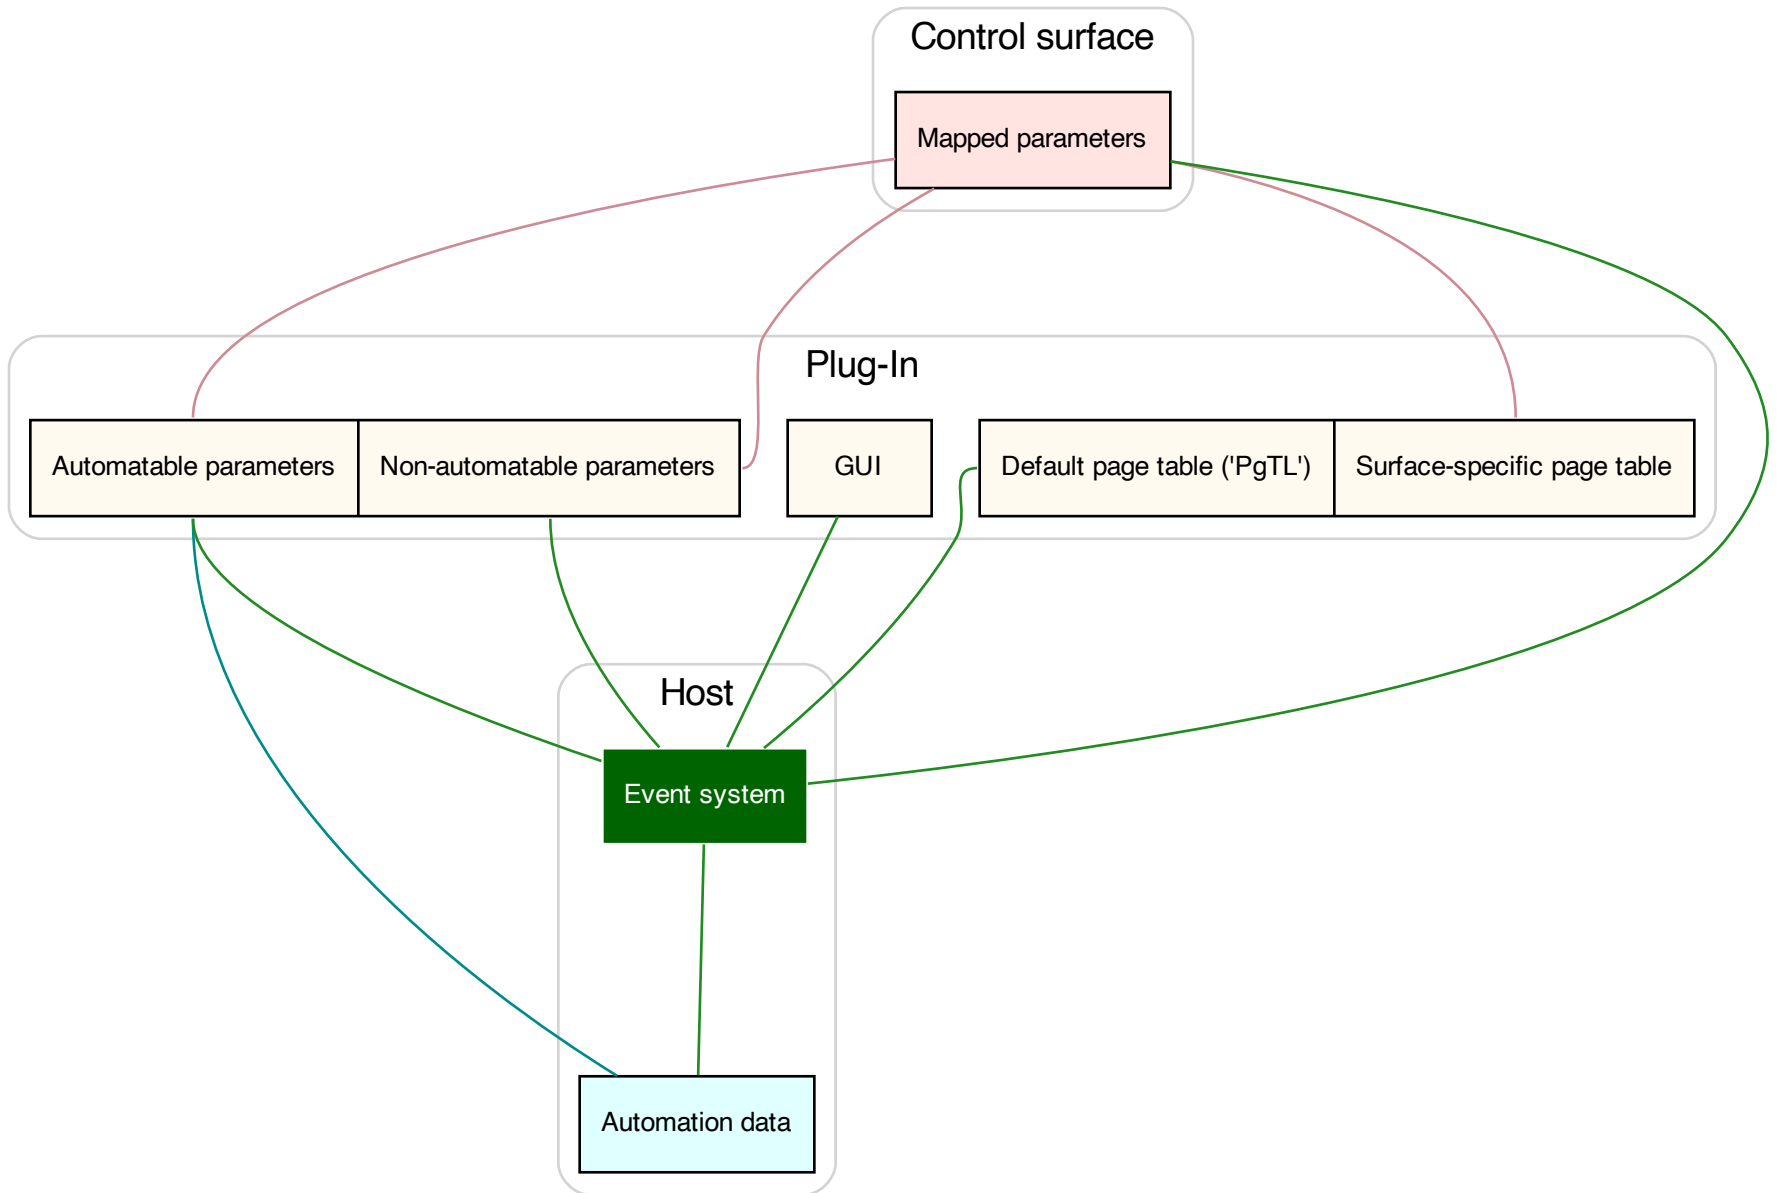 Control surface
Mapped parameters
Plug-In
Automatable parameters
Non-automatable parameters
GUI
Default page table ('PgTL')
Surface-specific page table
Host
Event system
Automation data